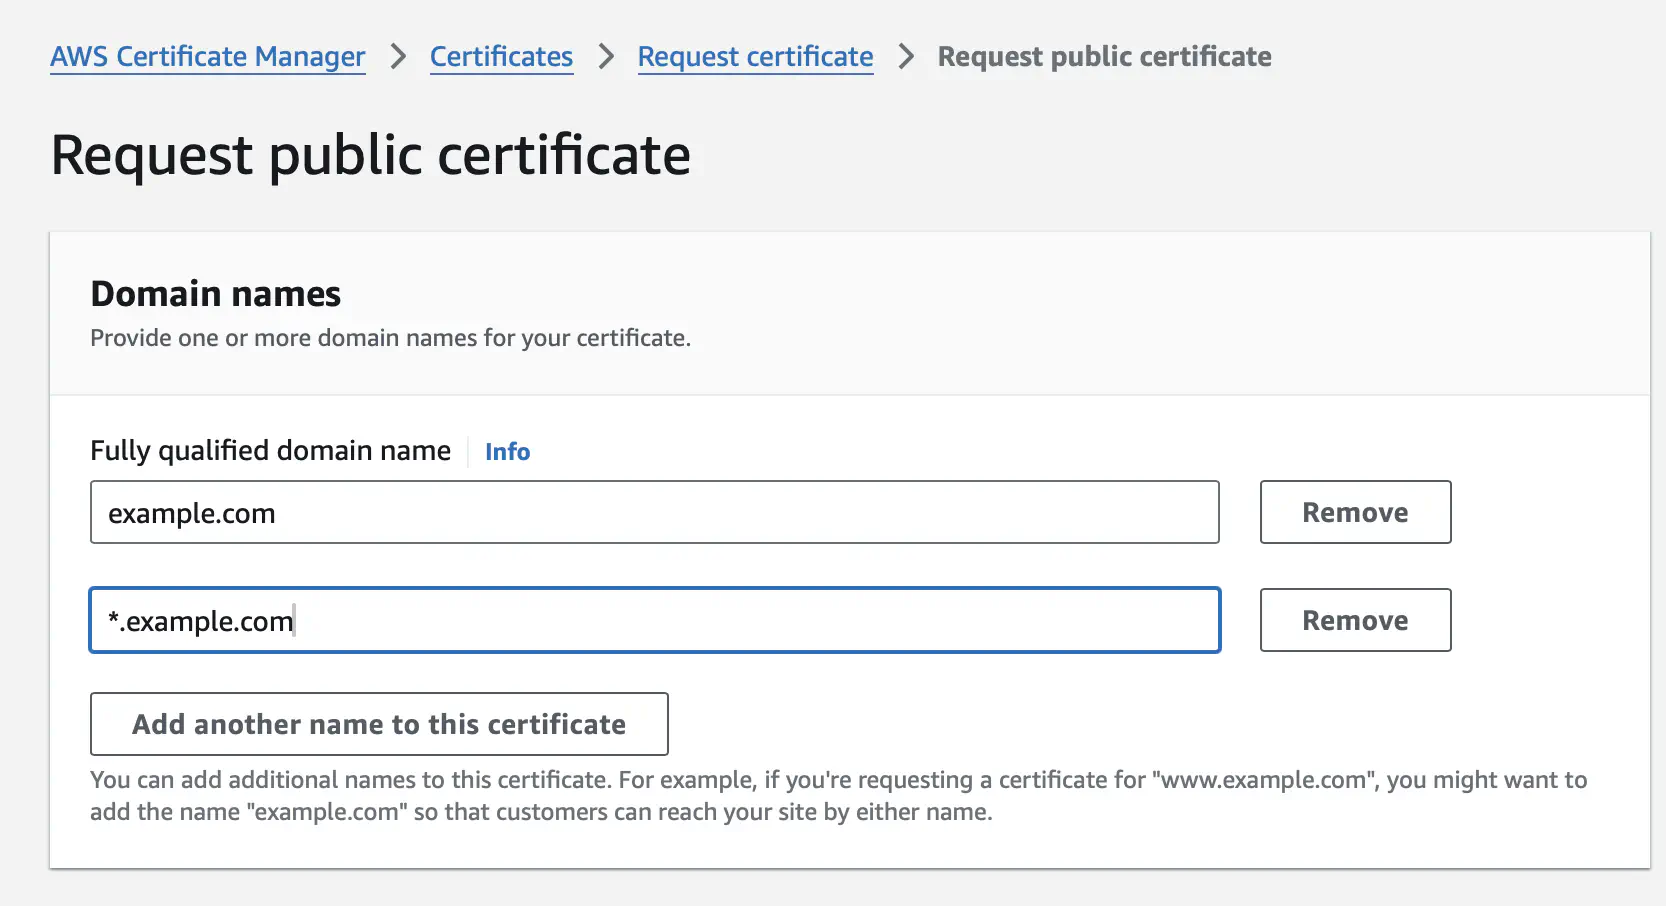 AWS Certificate Manager > Certificates > Request certificate > Request public certificate
Request public certificate
Domain names
Provide one or more domain names for your certificate.
Fully qualified domain name Info
example.com Remove
*.example.com Remove
Add another name to this certificate
You can add additional names to this certificate. For example, if you're requesting a certificate for "www.example.com", you might want to
add the name "example.com" so that customers can reach your site by either name.